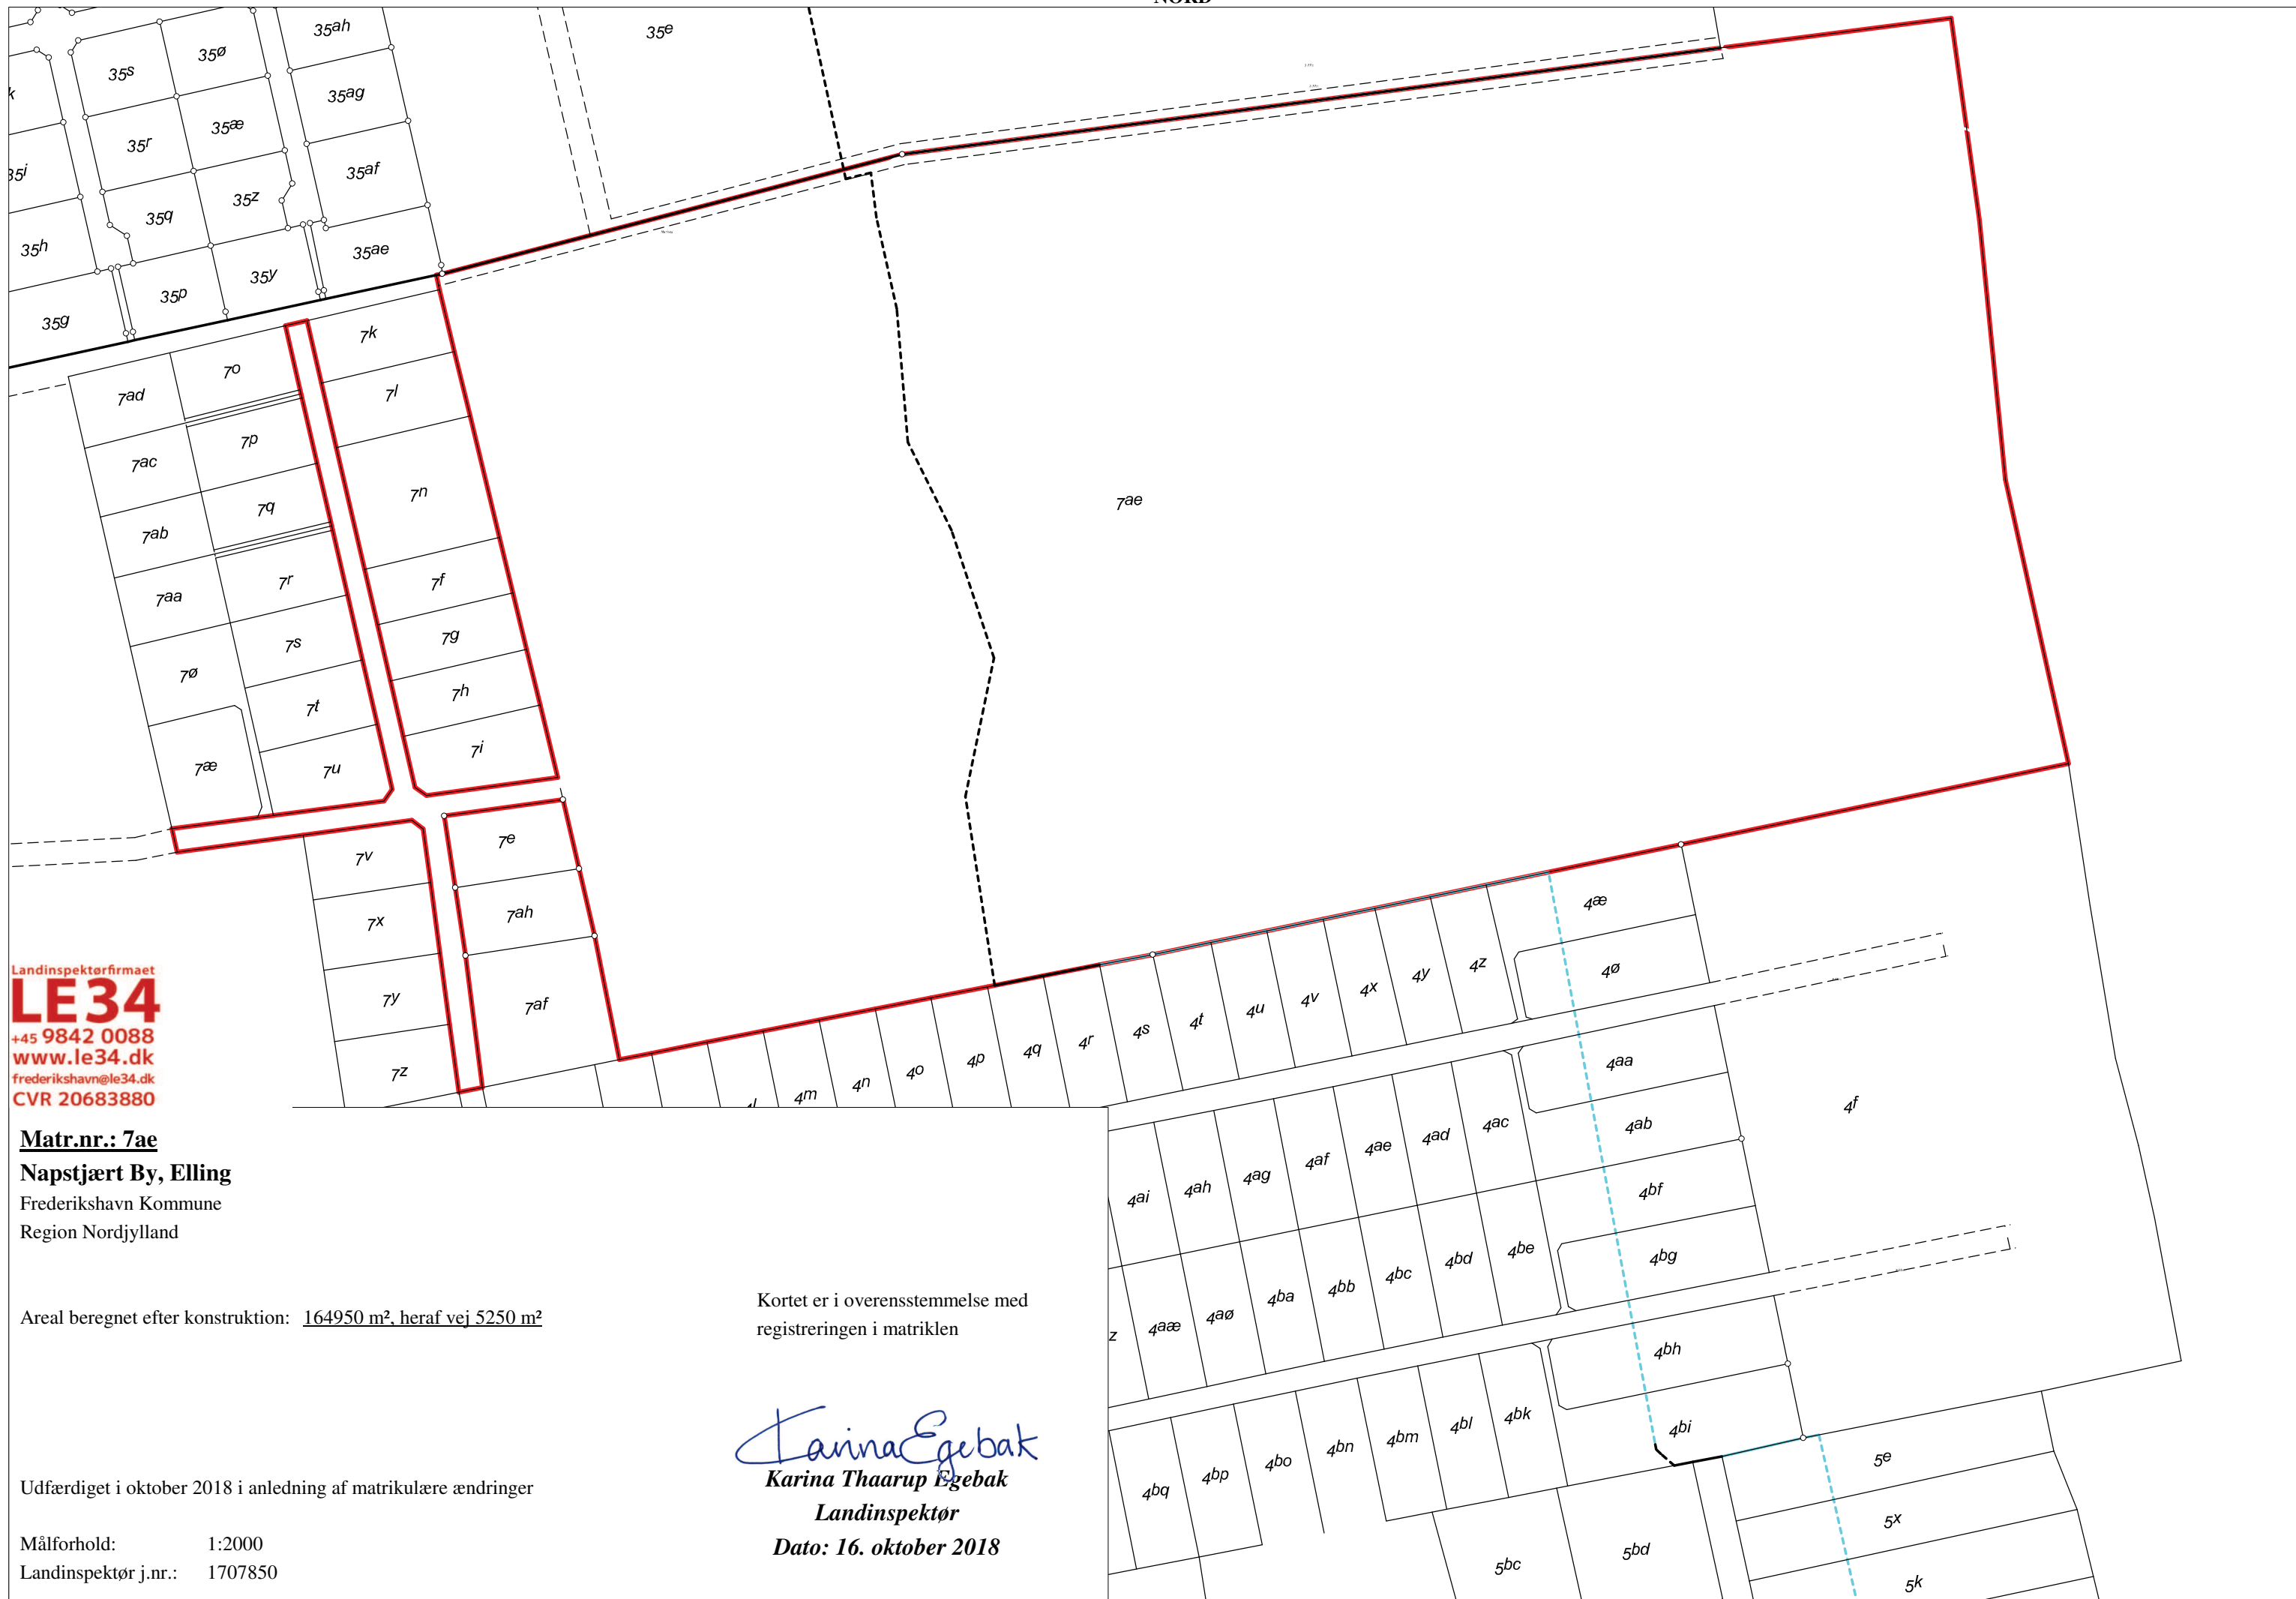 NORD
35ah
35e
35ø
35s
k
35ag
35æ
35r
35af
35i
35z
35q
35h
35ae
35y
35p
35g
7k
7o
7ad
7l
7p
7ac
7n
7ae
7q
7ab
7f
7r
7aa
7g
7s
7ø
7h
7t
7i
7æ
7u
7e
7v
7ah
7x
7y
7af
7z
4æ
4ø
4z
4y
4x
4v
4u
4t
4s
4r
4q
4p
4o
4n
4m
4aa
4ab
4f
4ac
4ad
4ae
4af
4ag
4ah
4ai
4bf
4bg
4be
4bd
4bc
4bb
4ba
4aø
4aæ
z
4bh
4bi
4bk
4bl
4bm
4bn
4bo
4bp
4bq
5e
5x
5k
5bd
5bc
Landinspektørfirmaet
LE34
+45 9842 0088
www.le34.dk
frederikshavn@le34.dk
CVR 20683880
Matr.nr.: 7ae
Napstjært By, Elling
Frederikshavn Kommune
Region Nordjylland
Areal beregnet efter konstruktion: 164950 m², heraf vej 5250 m²
Kortet er i overensstemmelse med
registreringen i matriklen
Karina Egebak
Karina Thaarup Egebak
Landinspektør
Dato: 16. oktober 2018
Udfærdiget i oktober 2018 i anledning af matrikulære ændringer
Målforhold: 1:2000
Landinspektør j.nr.: 1707850